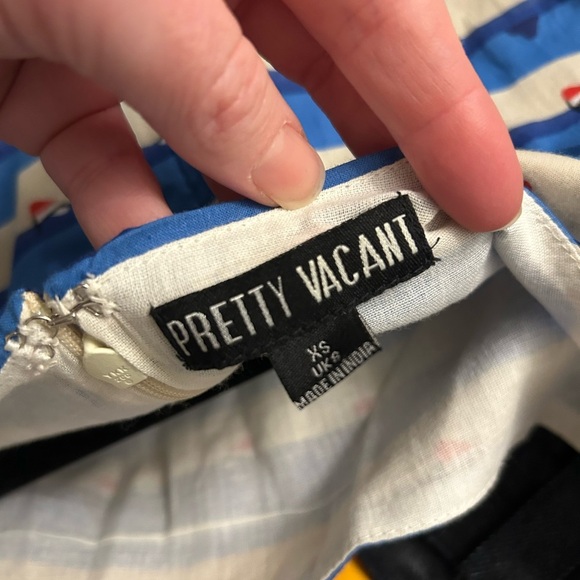 PRETTY VACANT
XS
UK8
MADE IN INDIA